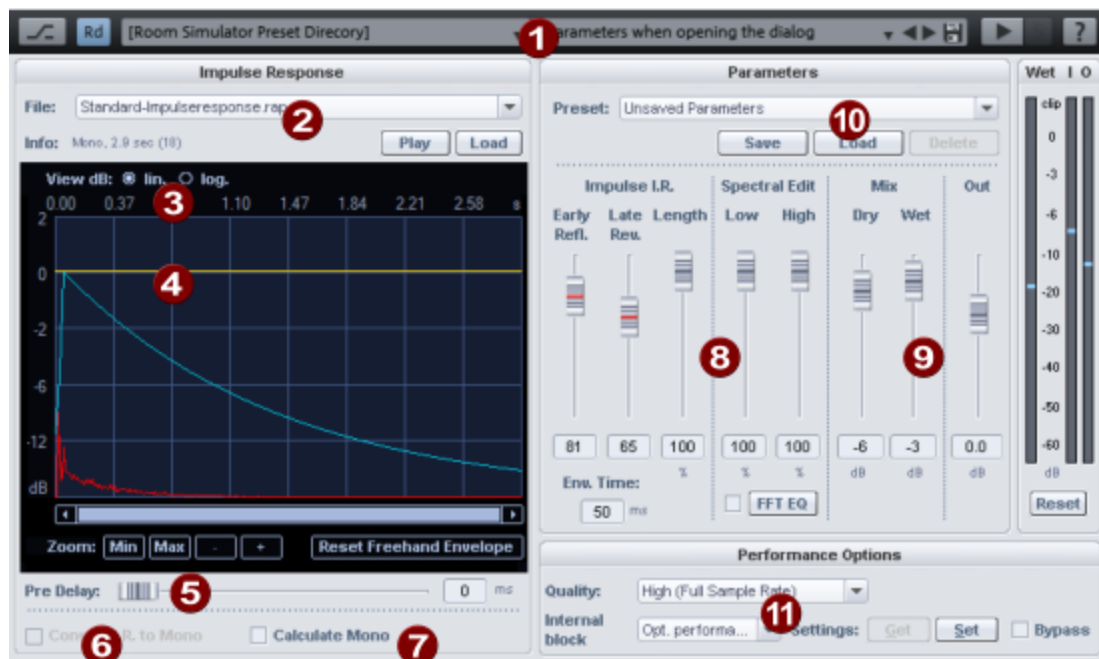 Rd [Room Simulator Preset Direcory] 1 arameters when opening the dialog ?
Impulse Response
File: Standard-Impulseresponse.rap
2
Info: Mono, 2.9 sec (18) Play Load
View dB: lin. log.
0.00 0.37 3 1.10 1.47 1.84 2.21 2.58 s
2
0
4
-2
-6
-12
dB
Zoom: Min Max - + Reset Freehand Envelope
Pre Delay: 5 0 ms
6 to Mono
Calculate Mono 7
Parameters
Preset: Unsaved Parameters
10
Save Load Delete
Impulse I.R. Spectral Edit Mix Out
Early Refl. Late Rev. Length Low High Dry Wet
8
9
81 65 100 100 100 -6 -3 0.0
% % % dB dB dB
Env. Time:
50 ms FFT EQ
Wet I O
clip
0
-3
-6
-10
-20
-30
-40
-50
-60
dB
Reset
Performance Options
Quality: High (Full Sample Rate)
11
Internal block Opt. performa... Settings: Get Set Bypass